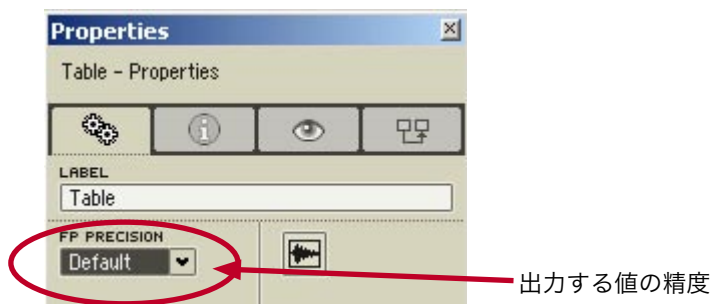 Properties
Table - Properties
LABEL
Table
FP PRECISION
Default
出力する値の精度